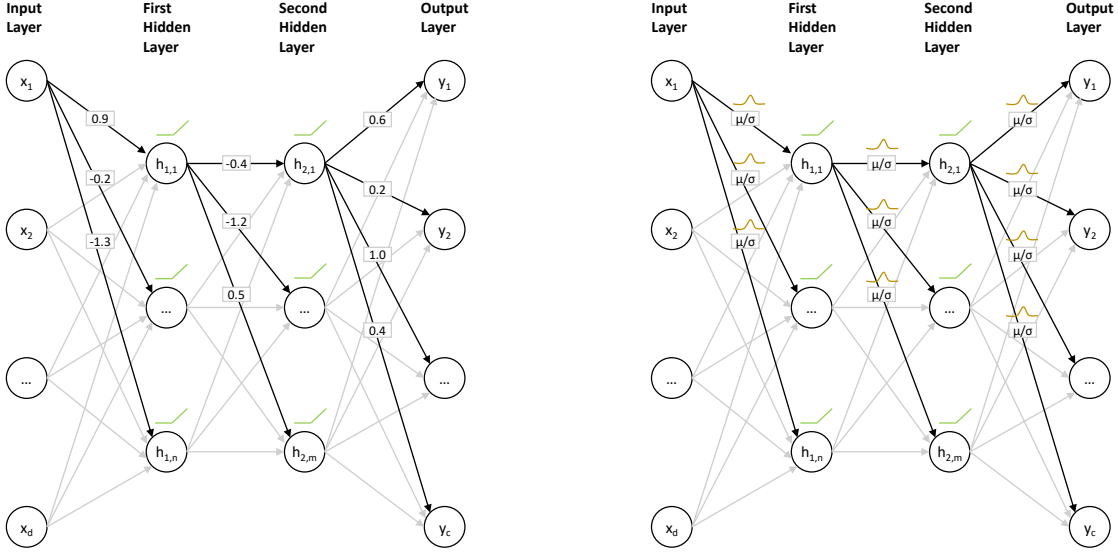 Input
Layer
First
Hidden
Layer
Second
Hidden
Layer
Output
Layer
x1
x2
...
xd
0.9
-0.2
-1.3
h1,1
...
h1,n
-0.4
-1.2
0.5
h2,1
...
h2,m
0.6
0.2
1.0
0.4
y1
y2
...
yc
Input
Layer
First
Hidden
Layer
Second
Hidden
Layer
Output
Layer
x1
x2
...
xd
μ/σ
μ/σ
μ/σ
h1,1
...
h1,n
μ/σ
μ/σ
μ/σ
h2,1
...
h2,m
μ/σ
μ/σ
μ/σ
μ/σ
y1
y2
...
yc